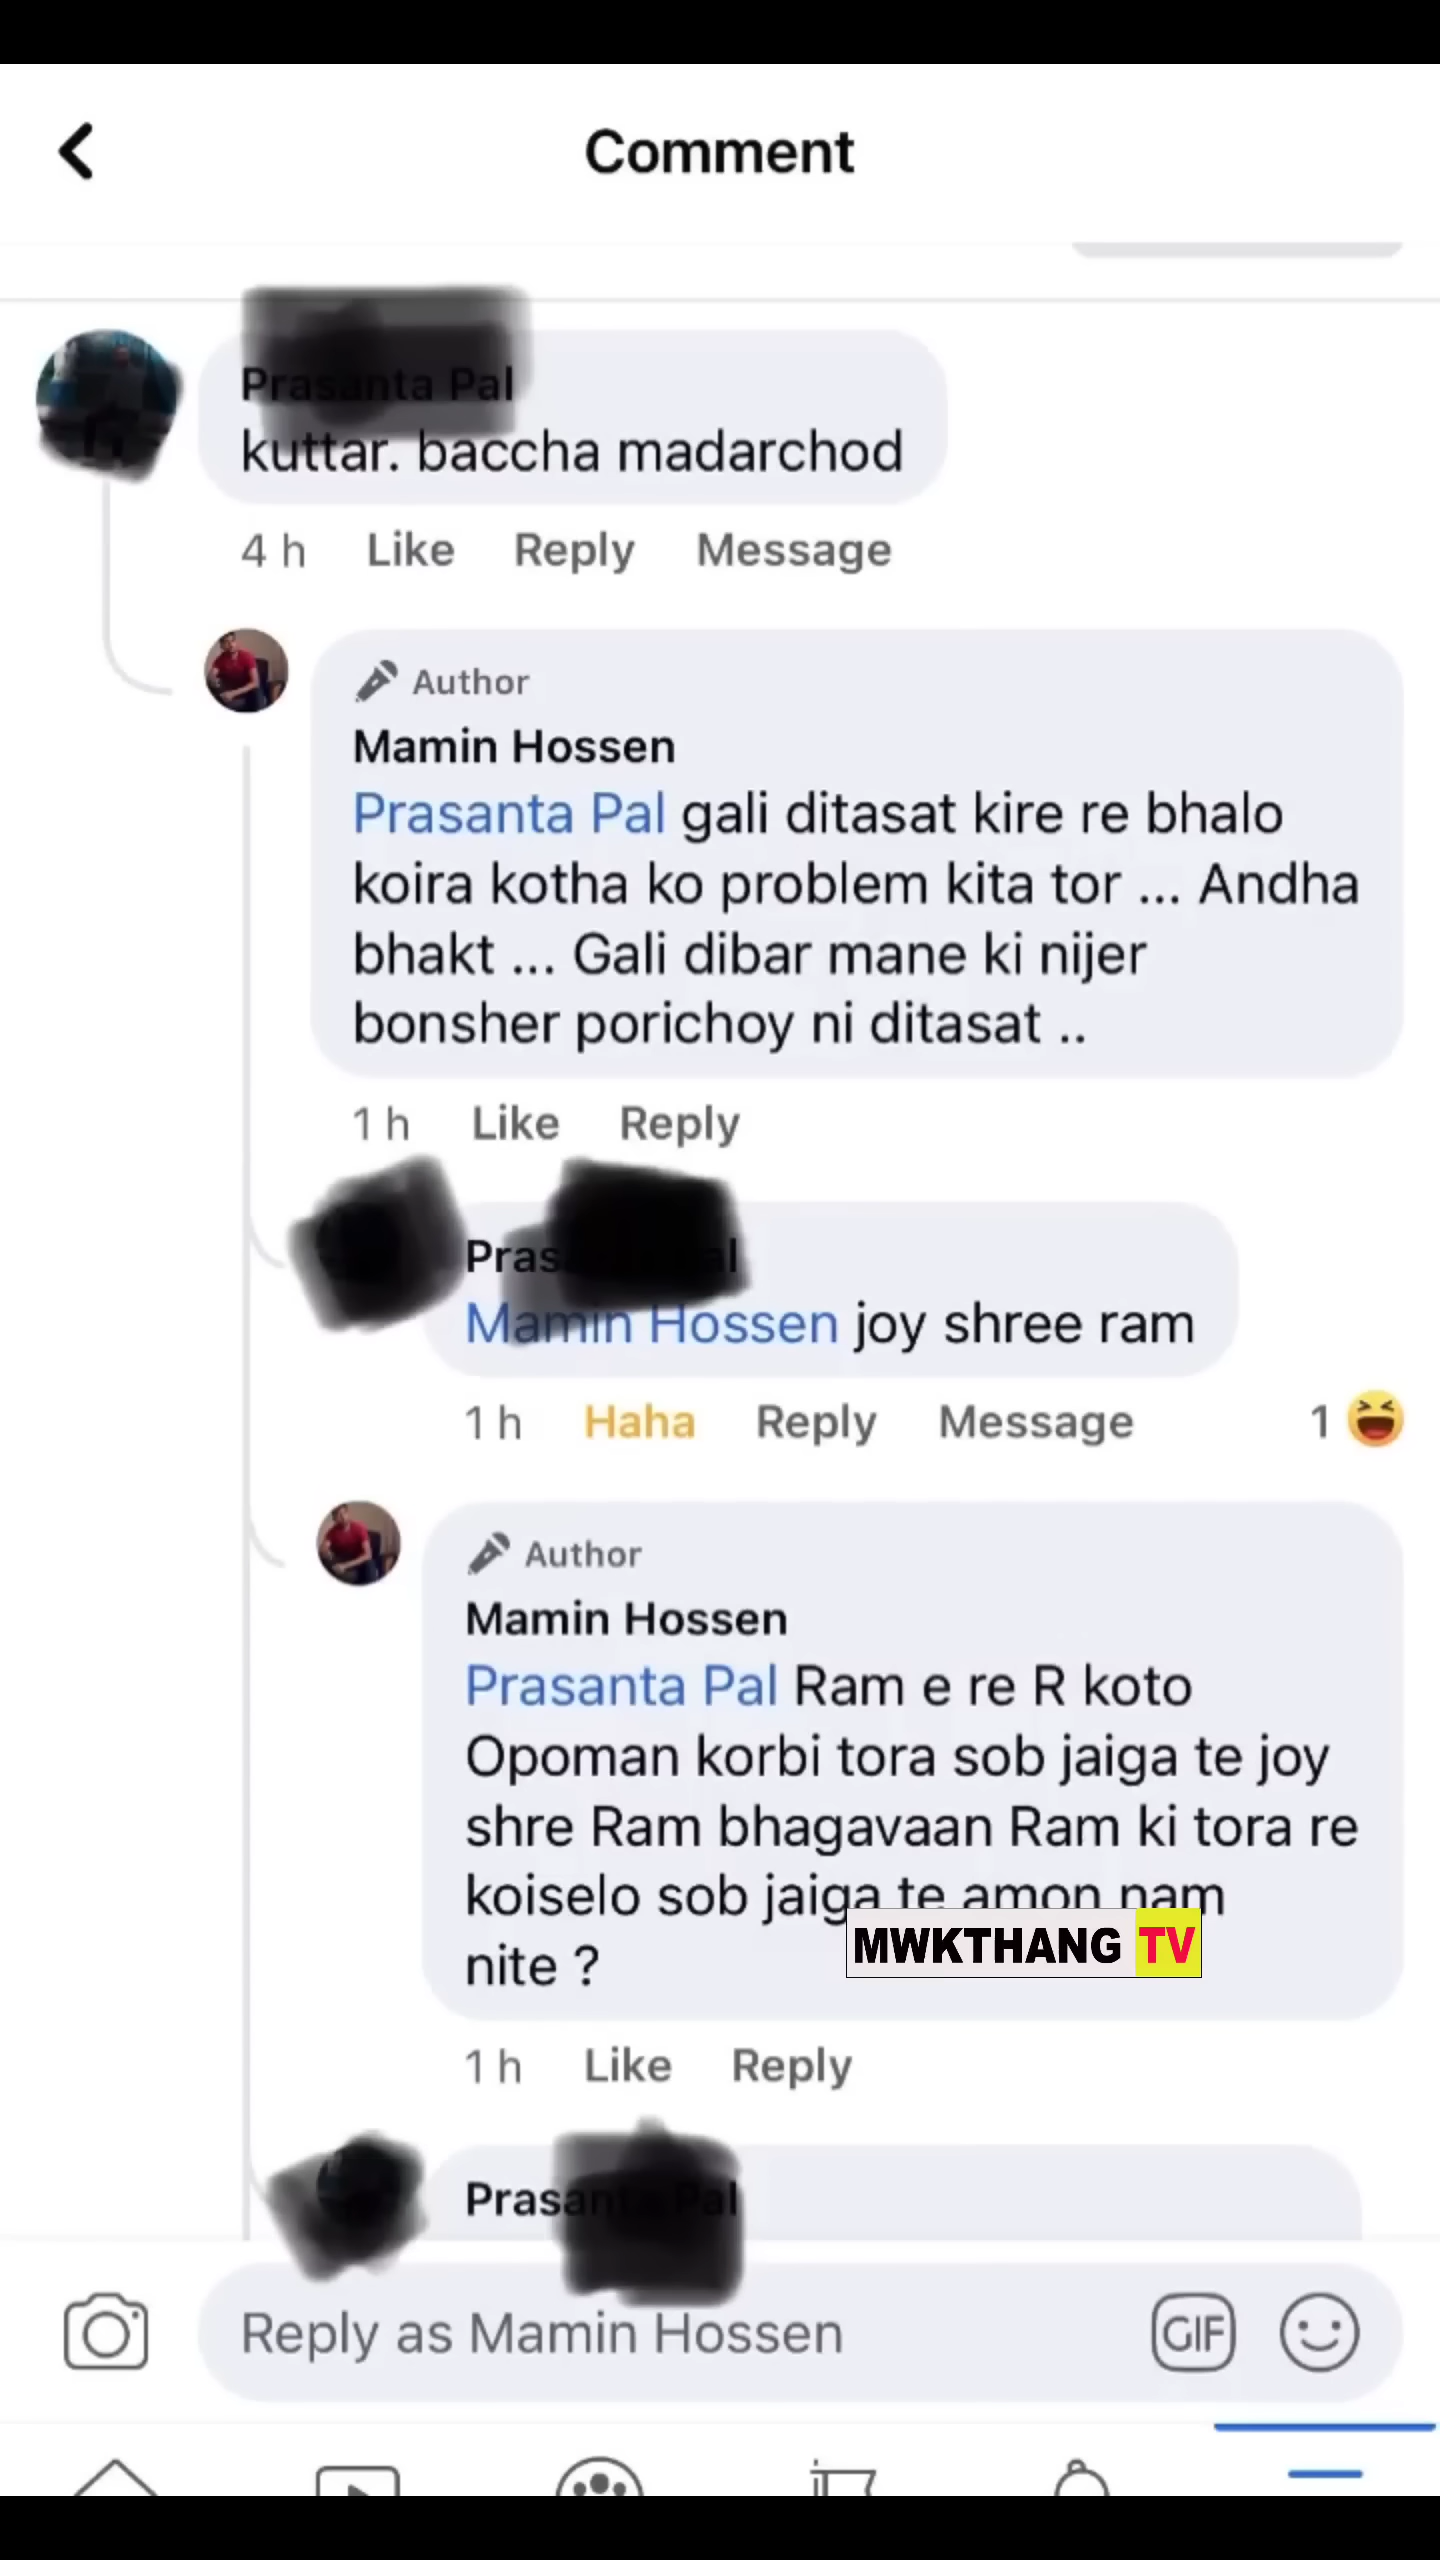 Comment
Prasanta Pal
kuttar. baccha madarchod
4 h Like Reply Message
Author
Mamin Hossen
Prasanta Pal gali ditasat kire re bhalo
koira kotha ko problem kita tor ... Andha
bhakt ... Gali dibar mane ki nijer
bonsher porichoy ni ditasat ..
1 h Like Reply
Mamin Hossen joy shree ram
1 h Haha Reply Message 1
Author
Mamin Hossen
Prasanta Pal Ram e re R koto
Opoman korbi tora sob jaiga te joy
shre Ram bhagavaan Ram ki tora re
koiselo sob jaiga te amon nam
nite ?
MWKTHANG TV
1 h Like Reply
Prasanta Pal
Reply as Mamin Hossen GIF